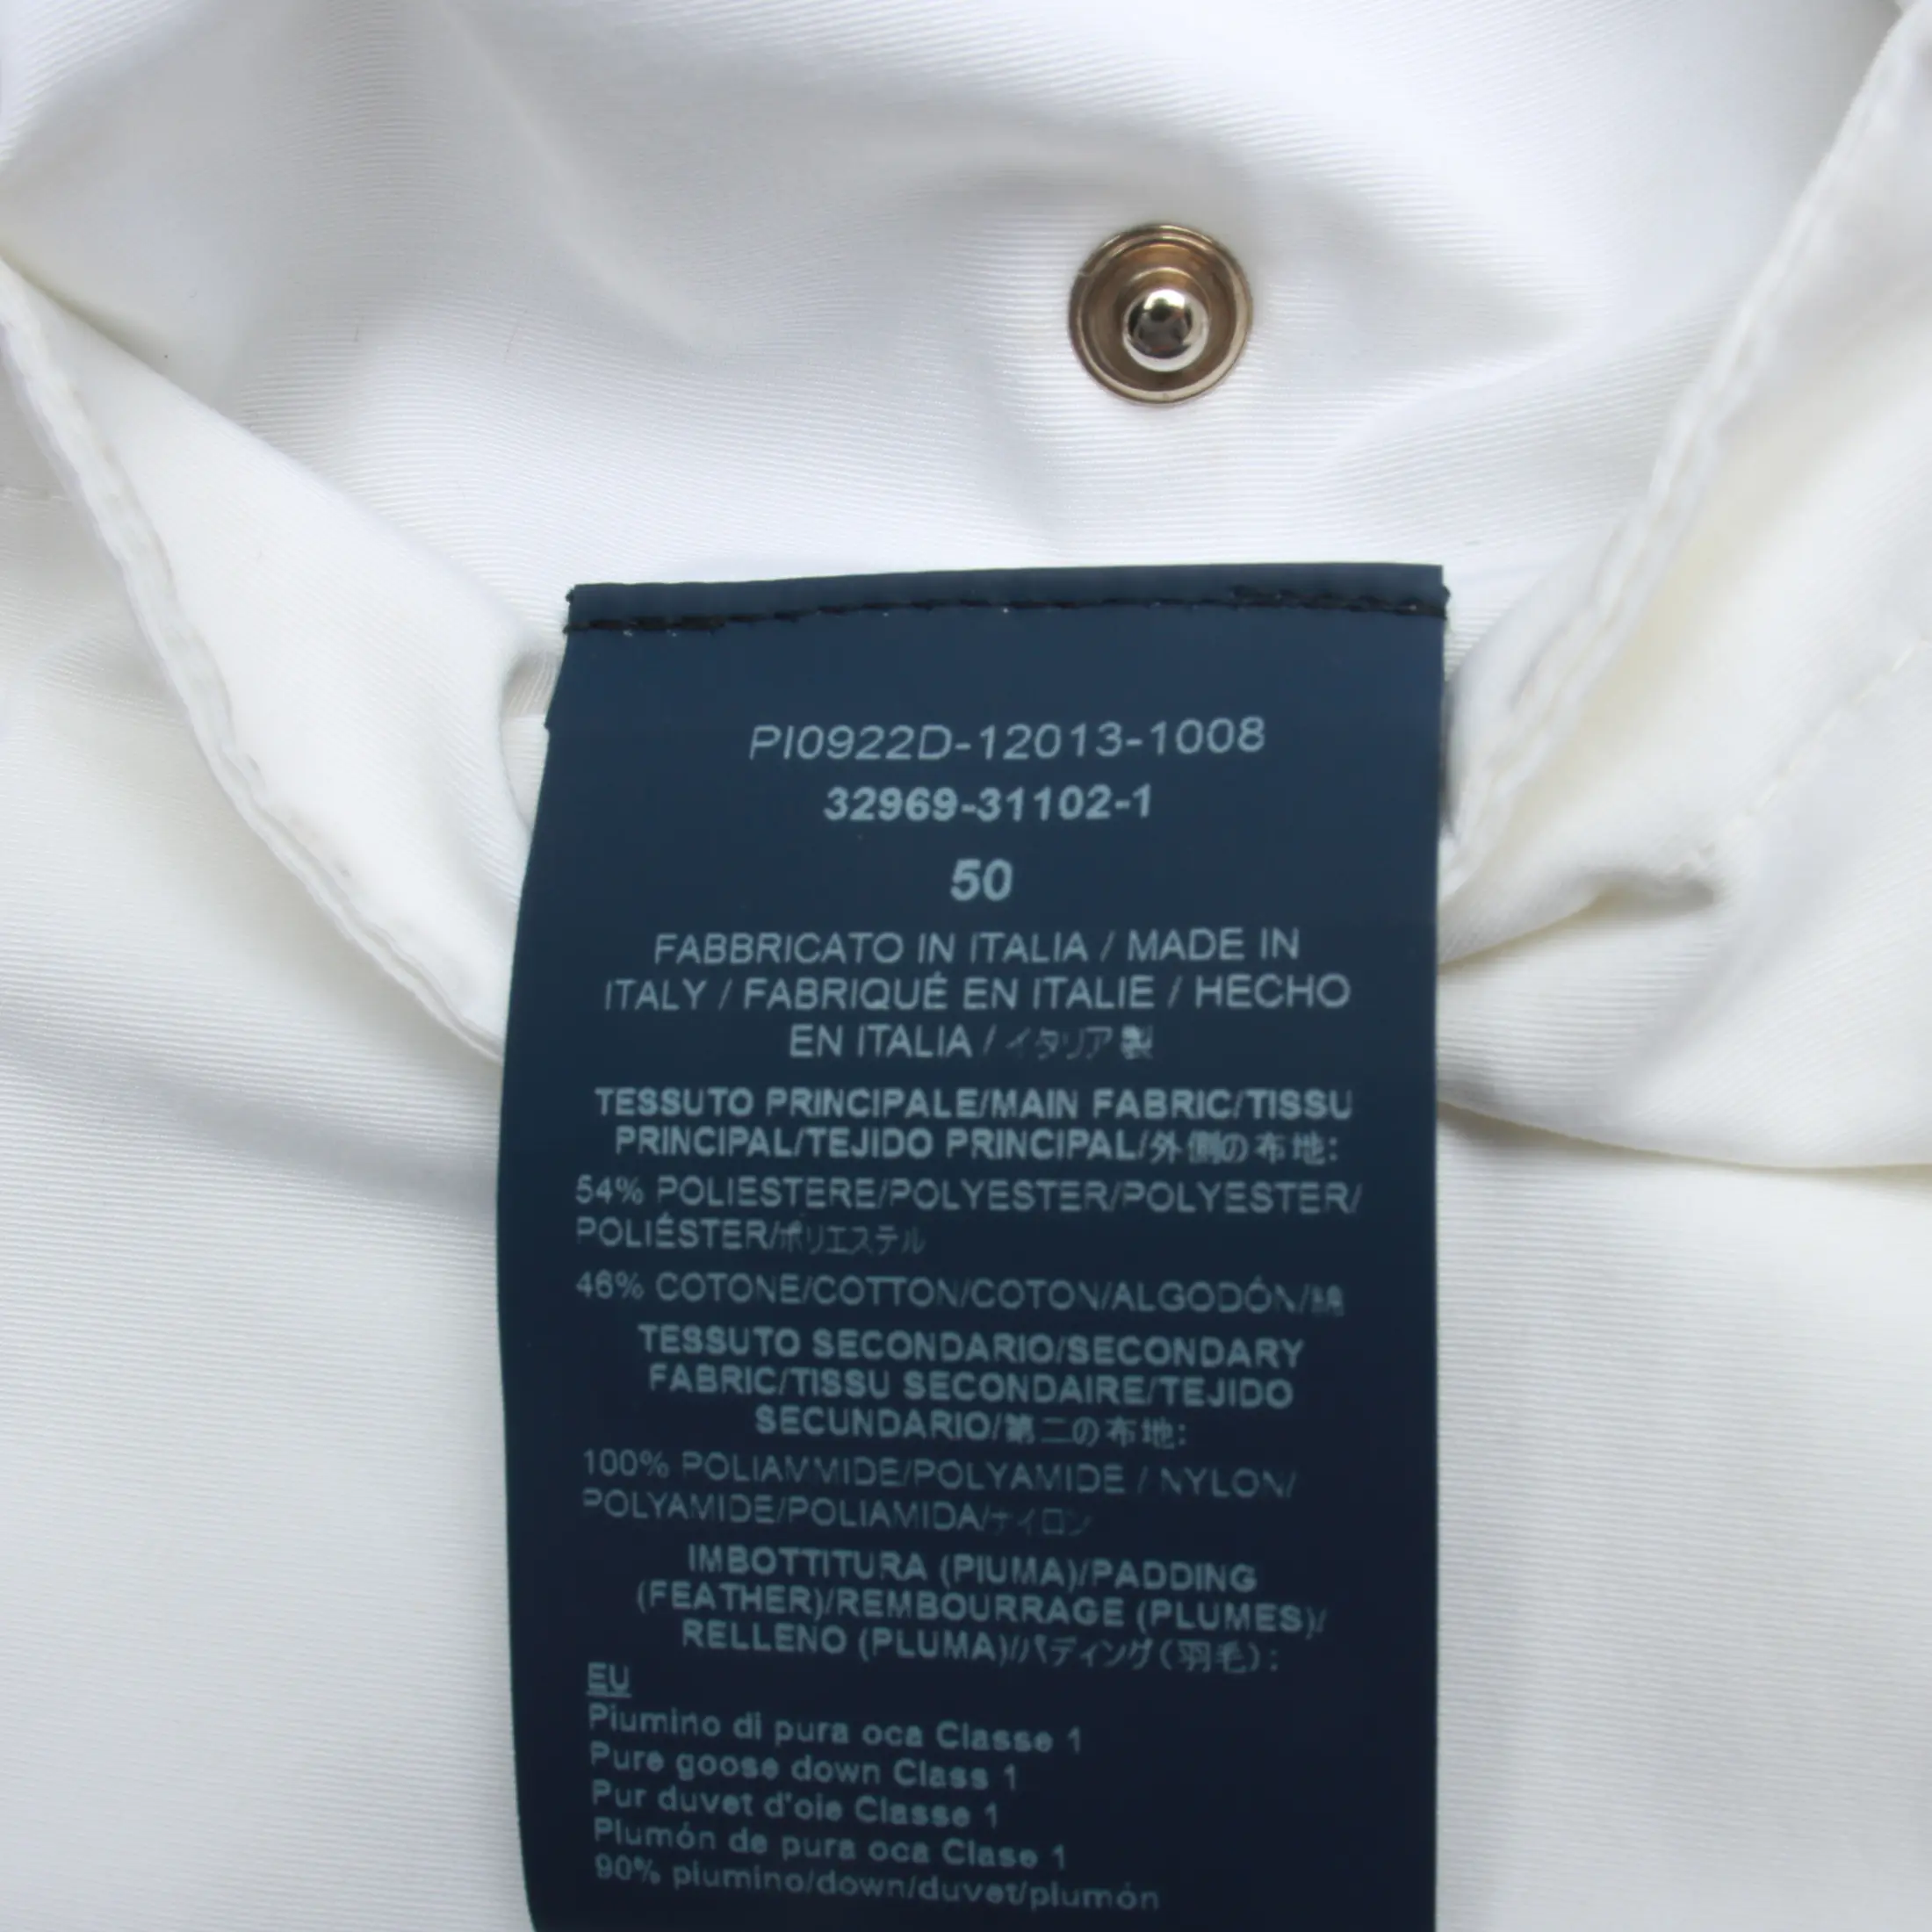 PI0922D-12013-1008
32969-31102-1
50
FABBRICATO IN ITALIA / MADE IN
ITALY / FABRIQUÉ EN ITALIE / HECHO
EN ITALIA / イタリア製
TESSUTO PRINCIPALE/MAIN FABRIC/TISSU
PRINCIPAL/TEJIDO PRINCIPAL/外側の布地:
54% POLIESTERE/POLYESTER/POLYESTER/
POLIÉSTER/ポリエステル
46% COTONE/COTTON/COTON/ALGODÓN/綿
TESSUTO SECONDARIO/SECONDARY
FABRIC/TISSU SECONDAIRE/TEJIDO
SECUNDARIO/第二の布地:
100% POLIAMMIDE/POLYAMIDE / NYLON/
POLYAMIDE/POLIAMIDA/ナイロン
IMBOTTITURA (PIUMA)/PADDING
(FEATHER)/REMBOURRAGE (PLUMES)/
RELLENO (PLUMA)/パディング(羽毛):
EU
Piumino di pura oca Classe 1
Pure goose down Class 1
Pur duvet d'oie Classe 1
Plumón de pura oca Clase 1
90% piumino/down/duvet/plumón